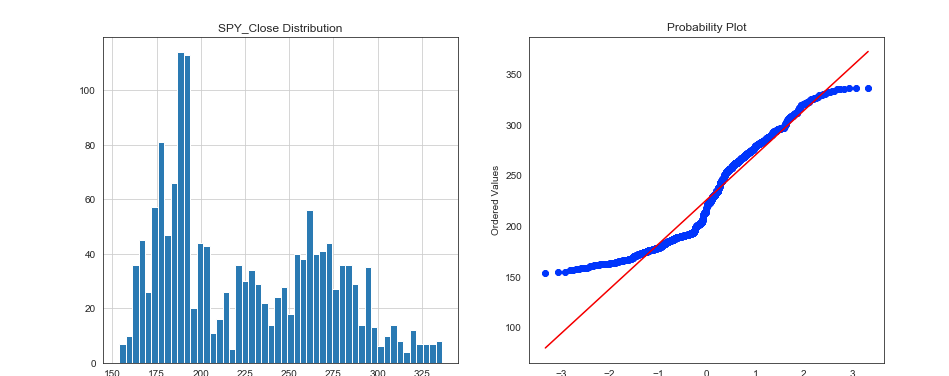 SPY_Close Distribution
100
80
60
40
20
0
150 175 200 225 250 275 300 325
Probability Plot
Ordered Values
350
300
250
200
150
100
−3 −2 −1 0 1 2 3